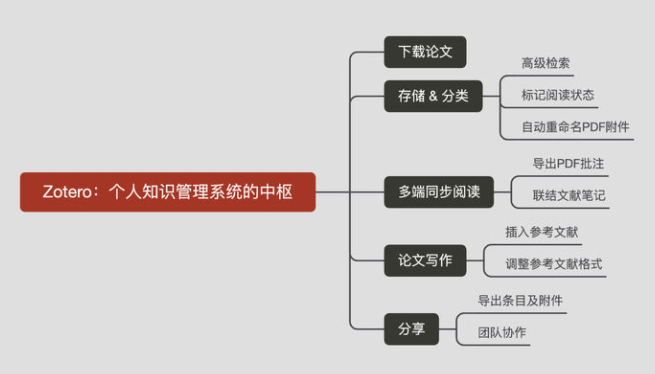 Zotero：个人知识管理系统的中枢
下载论文
存储 & 分类
高级检索
标记阅读状态
自动重命名PDF附件
多端同步阅读
导出PDF批注
联结文献笔记
论文写作
插入参考文献
调整参考文献格式
分享
导出条目及附件
团队协作